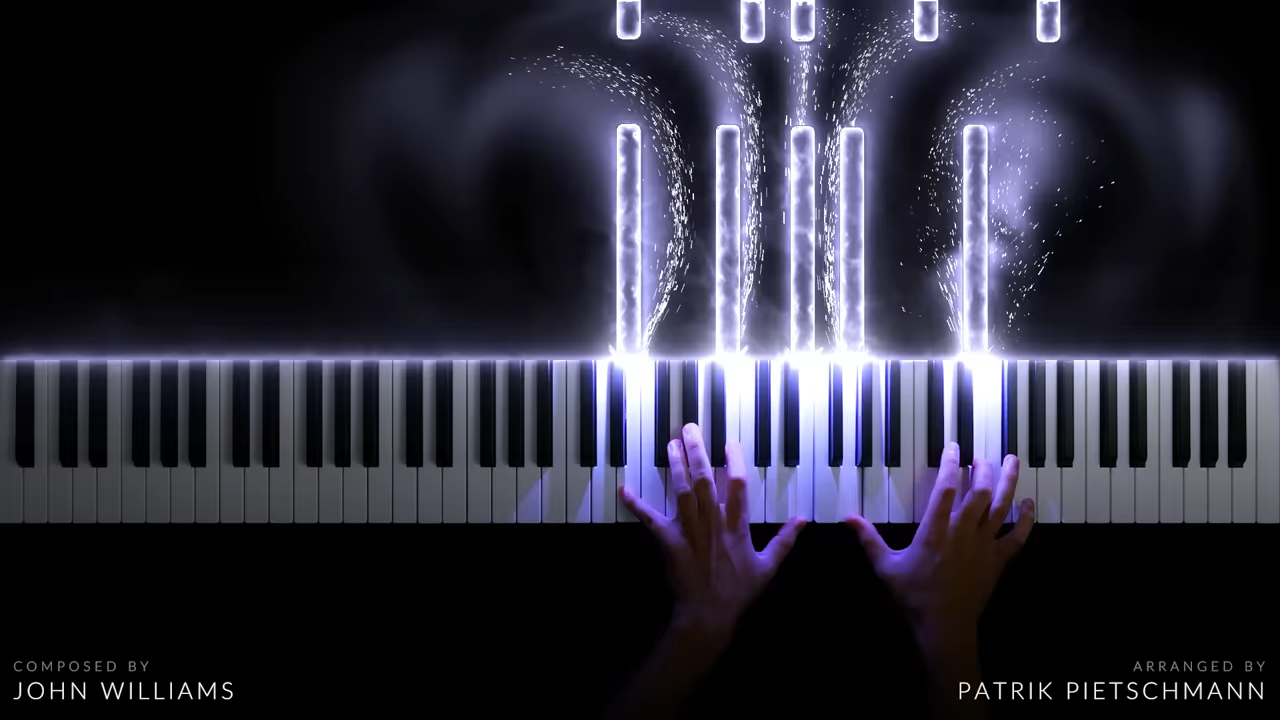 COMPOSED BY
JOHN WILLIAMS
ARRANGED BY
PATRIK PIETSCHMANN